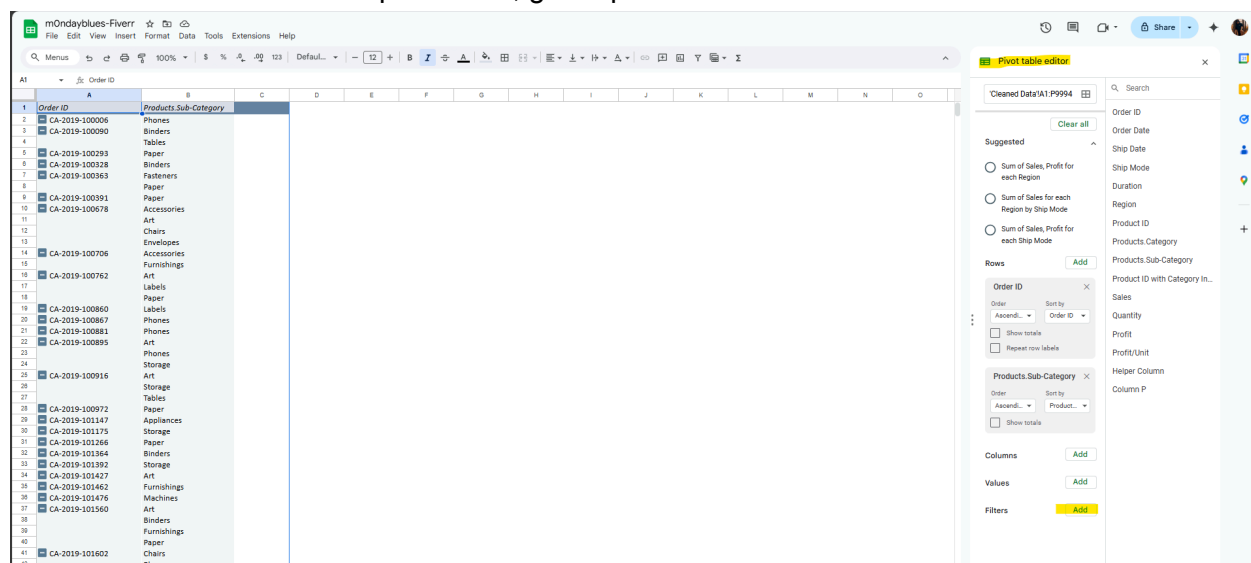 m0ndayblues-Fiverr
File Edit View Insert Format Data Tools Extensions Help
Share
Menus 100% $ % .0 .00 123 Defaul... − 12 + B I A
A1 fx Order ID
A B C D E F G H I J K L M N O
1 Order ID Products.Sub-Category
2 CA-2019-100006 Phones
3 CA-2019-100090 Binders
4 Tables
5 CA-2019-100293 Paper
6 CA-2019-100328 Binders
7 CA-2019-100363 Fasteners
8 Paper
9 CA-2019-100391 Paper
10 CA-2019-100678 Accessories
11 Art
12 Chairs
13 Envelopes
14 CA-2019-100706 Accessories
15 Furnishings
16 CA-2019-100762 Art
17 Labels
18 Paper
19 CA-2019-100860 Labels
20 CA-2019-100867 Phones
21 CA-2019-100881 Phones
22 CA-2019-100895 Art
23 Phones
24 Storage
25 CA-2019-100916 Art
26 Storage
27 Tables
28 CA-2019-100972 Paper
29 CA-2019-101147 Appliances
30 CA-2019-101175 Storage
31 CA-2019-101266 Paper
32 CA-2019-101364 Binders
33 CA-2019-101392 Storage
34 CA-2019-101427 Art
35 CA-2019-101462 Furnishings
36 CA-2019-101476 Machines
37 CA-2019-101560 Art
38 Binders
39 Furnishings
40 Paper
41 CA-2019-101602 Chairs
Pivot table editor
'Cleaned Data'!A1:P9994
Clear all
Suggested
Sum of Sales, Profit for
each Region
Sum of Sales for each
Region by Ship Mode
Sum of Sales, Profit for
each Ship Mode
Rows Add
Order ID
Order Sort by
Ascendi... Order ID
Show totals
Repeat row labels
Products.Sub-Category
Order Sort by
Ascendi... Product...
Show totals
Columns Add
Values Add
Filters Add
Search
Order ID
Order Date
Ship Date
Ship Mode
Duration
Region
Product ID
Products.Category
Products.Sub-Category
Product ID with Category In...
Sales
Quantity
Profit
Profit/Unit
Helper Column
Column P